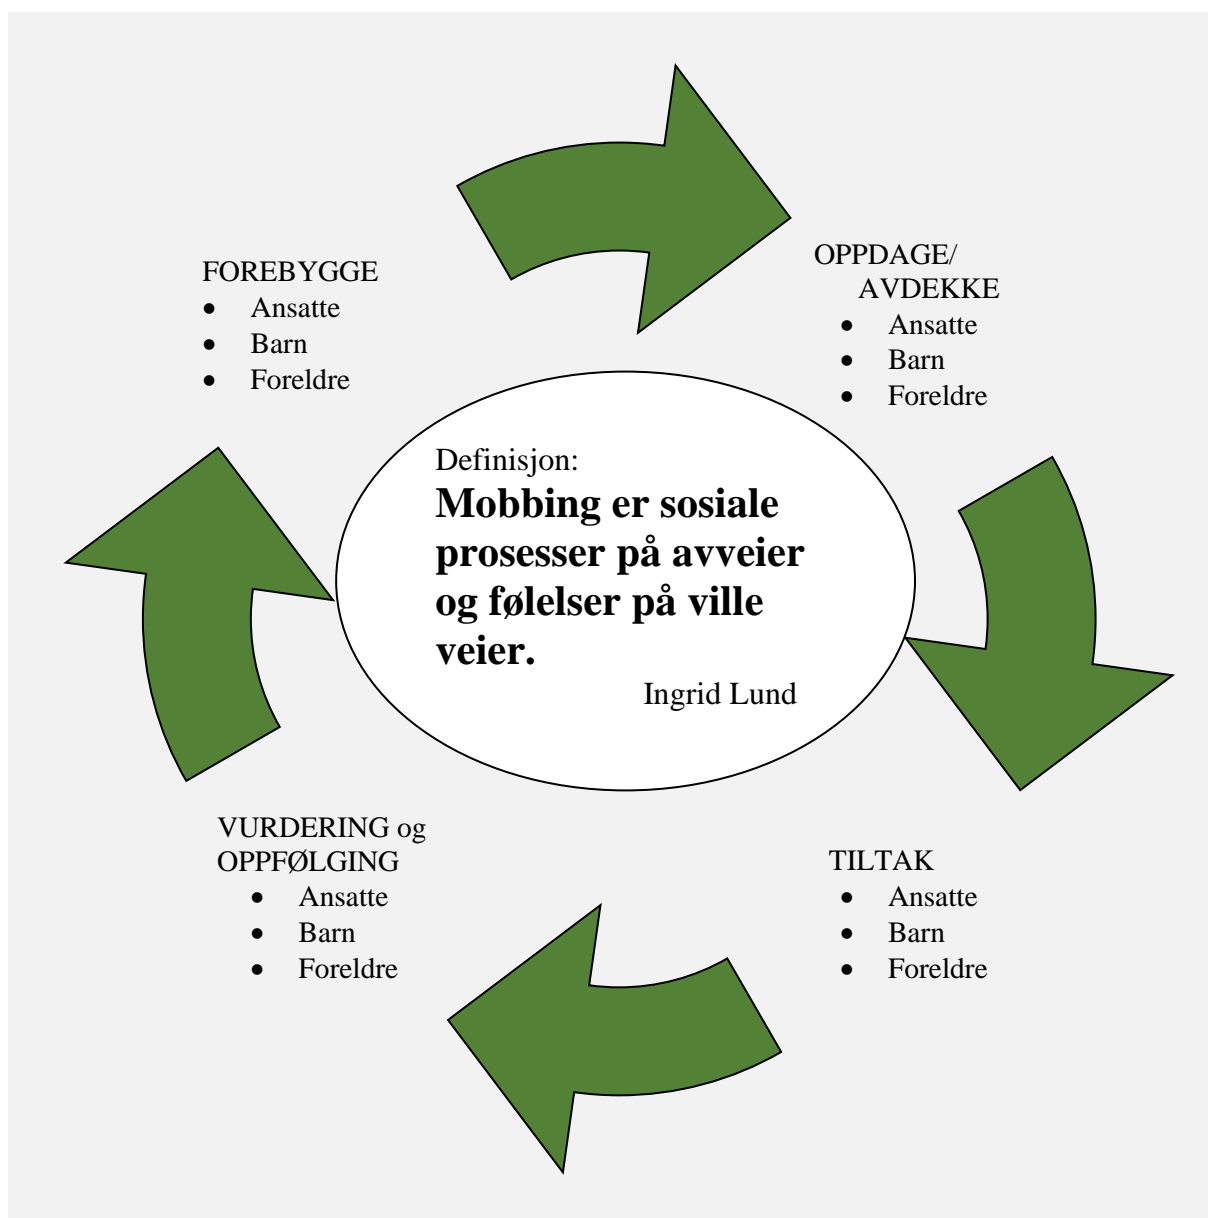 FOREBYGGE
• Ansatte
• Barn
• Foreldre
OPPDAGE/
AVDEKKE
• Ansatte
• Barn
• Foreldre
Definisjon:
Mobbing er sosiale
prosesser på avveier
og følelser på ville
veier.
Ingrid Lund
VURDERING og
OPPFØLGING
• Ansatte
• Barn
• Foreldre
TILTAK
• Ansatte
• Barn
• Foreldre